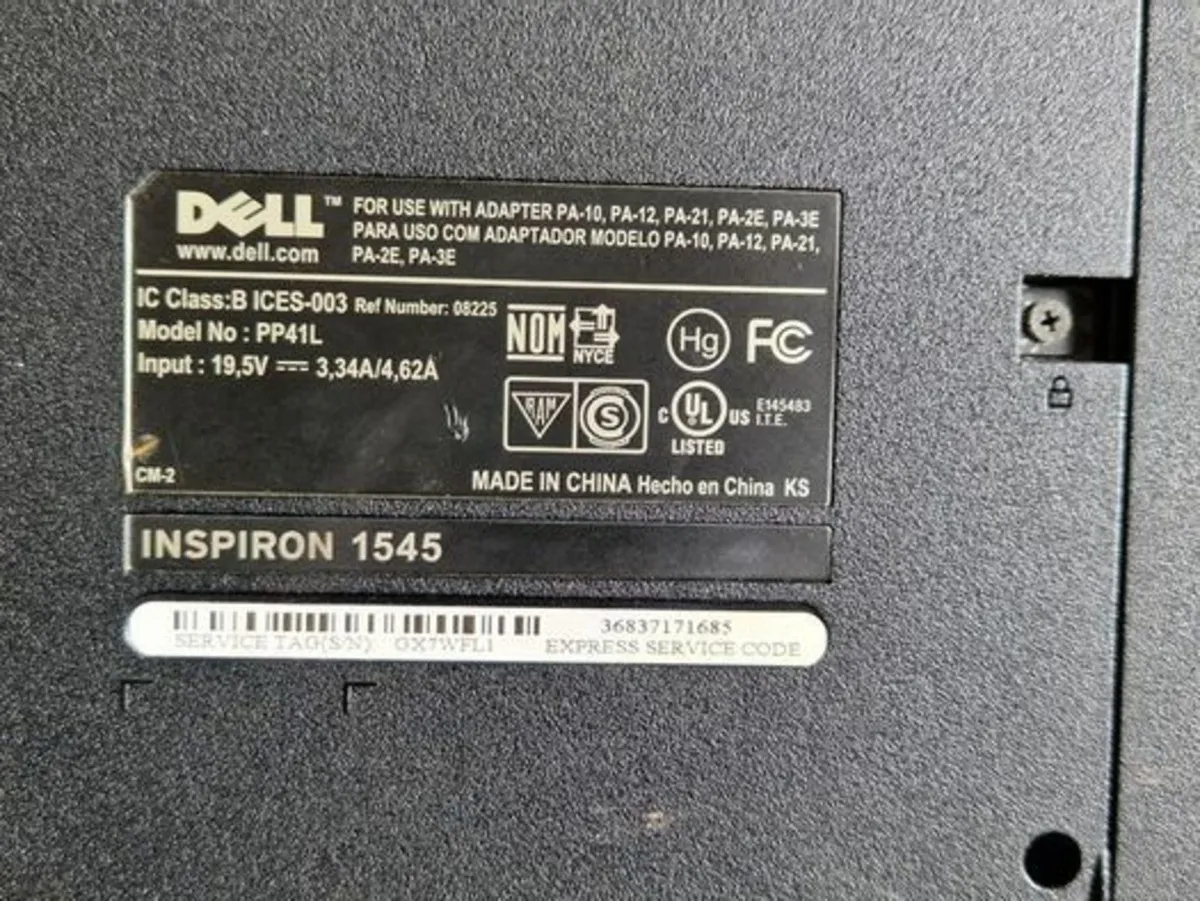 DELL™
www.dell.com
FOR USE WITH ADAPTER PA-10, PA-12, PA-21, PA-2E, PA-3E
PARA USO COM ADAPTADOR MODELO PA-10, PA-12, PA-21,
PA-2E, PA-3E
IC Class:B ICES-003 Ref Number: 08225
Model No : PP41L
Input : 19,5V ⎓ 3,34A/4,62A
NOM
NYCE
Hg
FC
RAM
S
C UL US
LISTED
E145483
I.T.E.
CM-2
MADE IN CHINA Hecho en China KS
INSPIRON 1545
36837171685
SERVICE TAG(S/N) GX7WFL1 EXPRESS SERVICE CODE